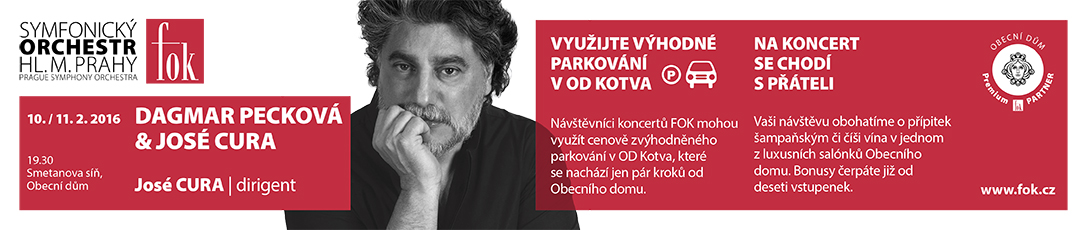 SYMFONICKÝ
ORCHESTR
HL. M. PRAHY
PRAGUE SYMPHONY ORCHESTRA
fok
10. / 11. 2. 2016
19.30
Smetanova síň,
Obecní dům
DAGMAR PECKOVÁ
& JOSÉ CURA
José CURA | dirigent
VYUŽIJTE VÝHODNÉ
PARKOVÁNÍ
V OD KOTVA
P
Návštěvníci koncertů FOK mohou
využít cenově zvýhodněného
parkování v OD Kotva, které
se nachází jen pár kroků od
Obecního domu.
NA KONCERT
SE CHODÍ
S PŘÁTELI
Vaši návštěvu obohatíme o přípitek
šampaňským či číši vína v jednom
z luxusních salónků Obecního
domu. Bonusy čerpáte již od
deseti vstupenek.
OBECNÍ DŮM
Premium fok PARTNER
www.fok.cz